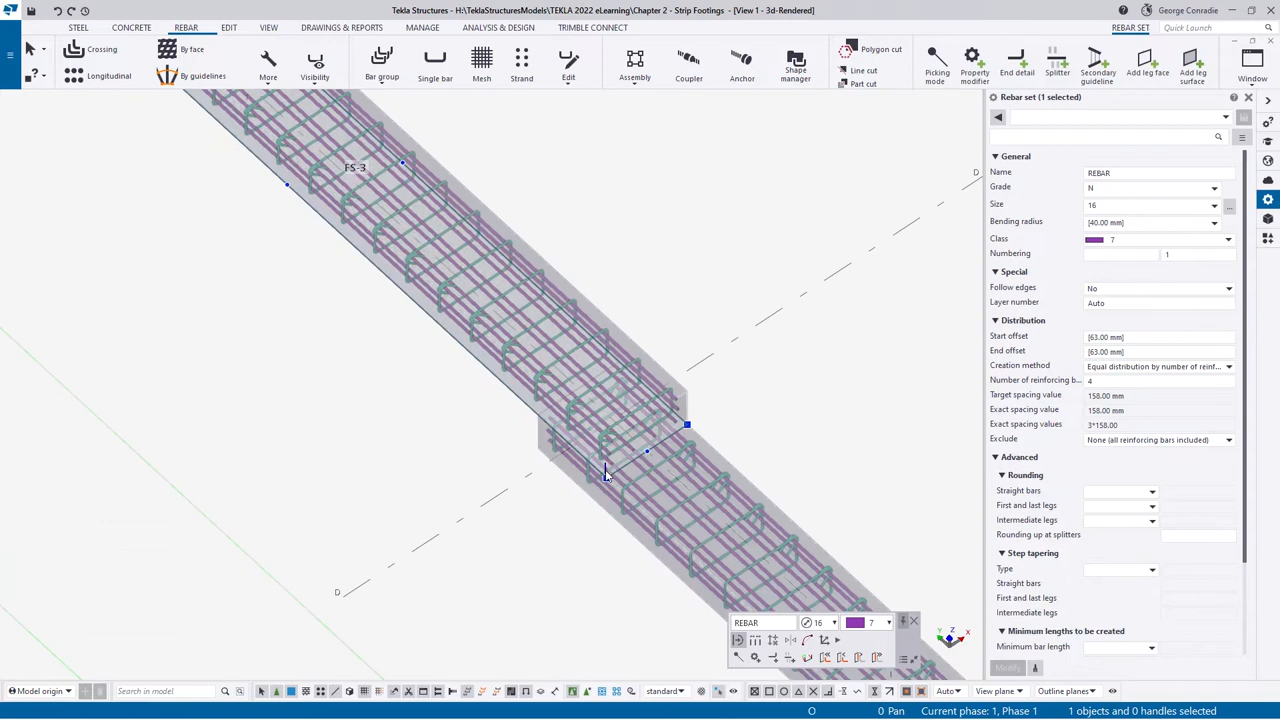 Tekla Structures - H:\TeklaStructuresModels\TEKLA 2022 eLearning\Chapter 2 - Strip Footings - [View 1 - 3d-Rendered]
George Conradie
STEEL CONCRETE REBAR EDIT VIEW DRAWINGS & REPORTS MANAGE ANALYSIS & DESIGN TRIMBLE CONNECT REBAR SET Quick Launch
Crossing
Longitudinal
By face
By guidelines
More
Visibility
Bar group
Single bar
Mesh
Strand
Edit
Assembly
Coupler
Anchor
Shape manager
Polygon cut
Line cut
Part cut
Picking modifier
Property modifier
End detail
Splitter
Secondary guideline
Add leg face
Add leg surface
Window
Rebar set (1 selected)
General
Name REBAR
Grade N
Size 16 ...
Bending radius [40.00 mm]
Class 7
Numbering 1
Special
Follow edges No
Layer number Auto
Distribution
Start offset [63.00 mm]
End offset [63.00 mm]
Creation method Equal distribution by number of reinf...
Number of reinforcing b... 4
Target spacing value 158.00 mm
Exact spacing value 158.00 mm
Exact spacing values 3*158.00
Exclude None (all reinforcing bars included)
Advanced
Rounding
Straight bars
First and last legs
Intermediate legs
Rounding up at splitters
Step tapering
Type
Straight bars
First and last legs
Intermediate legs
Minimum lengths to be created
Minimum bar length
Modify
FS-3
D
D
REBAR 16 7
Z
Y X
Model origin Search in model standard Auto View plane Outline planes
O 0 Pan Current phase: 1, Phase 1 1 objects and 0 handles selected